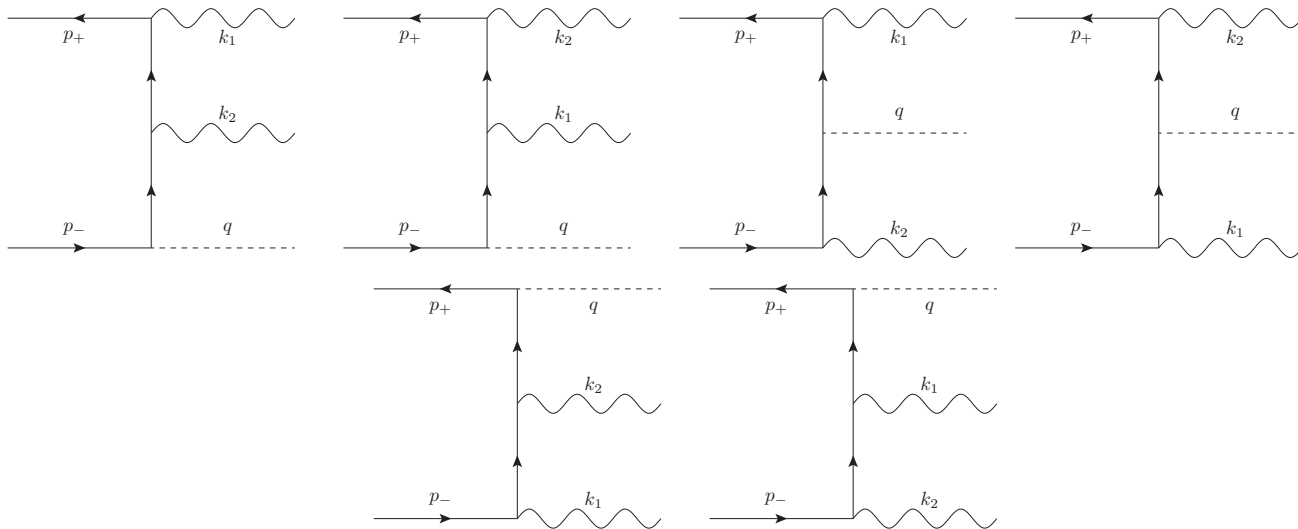 p₊ k₁ p₊ k₂ p₊ k₁ p₊ k₂
k₂ k₁ q q
p₋ q p₋ q p₋ k₂ p₋ k₁
p₊ q p₊ q
k₂ k₁
p₋ k₁ p₋ k₂